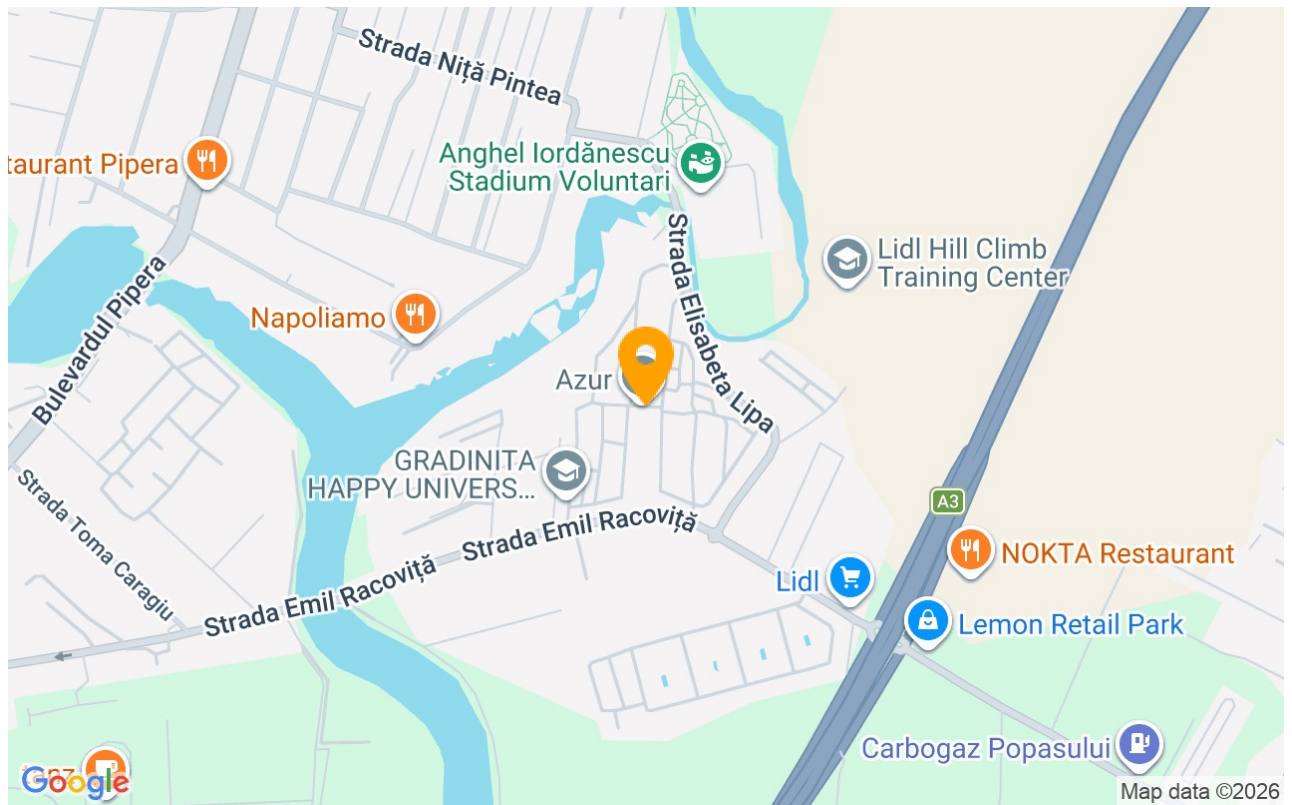 Strada Niță Pintea
taurant Pipera
Anghel Iordănescu
Stadium Voluntari
Strada Elisabeta Lipa
Lidl Hill Climb
Training Center
Bulevardul Pipera
Napoliamo
Azur
GRADINITA
HAPPY UNIVERS...
A3
Strada Toma Caragiu
Strada Emil Racoviță
Strada Emil Racoviță
NOKTA Restaurant
Lidl
Lemon Retail Park
Carbogaz Popasului
Google
Map data ©2026